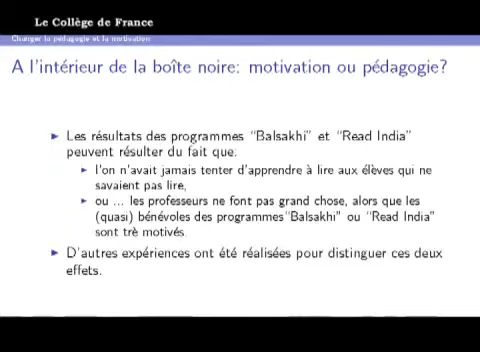 Le Collège de France
Changer la pédagogie et la motivation
A l'intérieur de la boîte noire: motivation ou pédagogie?
Les résultats des programmes "Balsakhi" et "Read India"
peuvent résulter du fait que:
l'on n'avait jamais tenter d'apprendre à lire aux élèves qui ne
savaient pas lire,
ou ... les professeurs ne font pas grand chose, alors que les
(quasi) bénévoles des programmes"Balsakhi" ou "Read India"
sont trè motivés.
D'autres expériences ont été réalisées pour distinguer ces deux
effets.